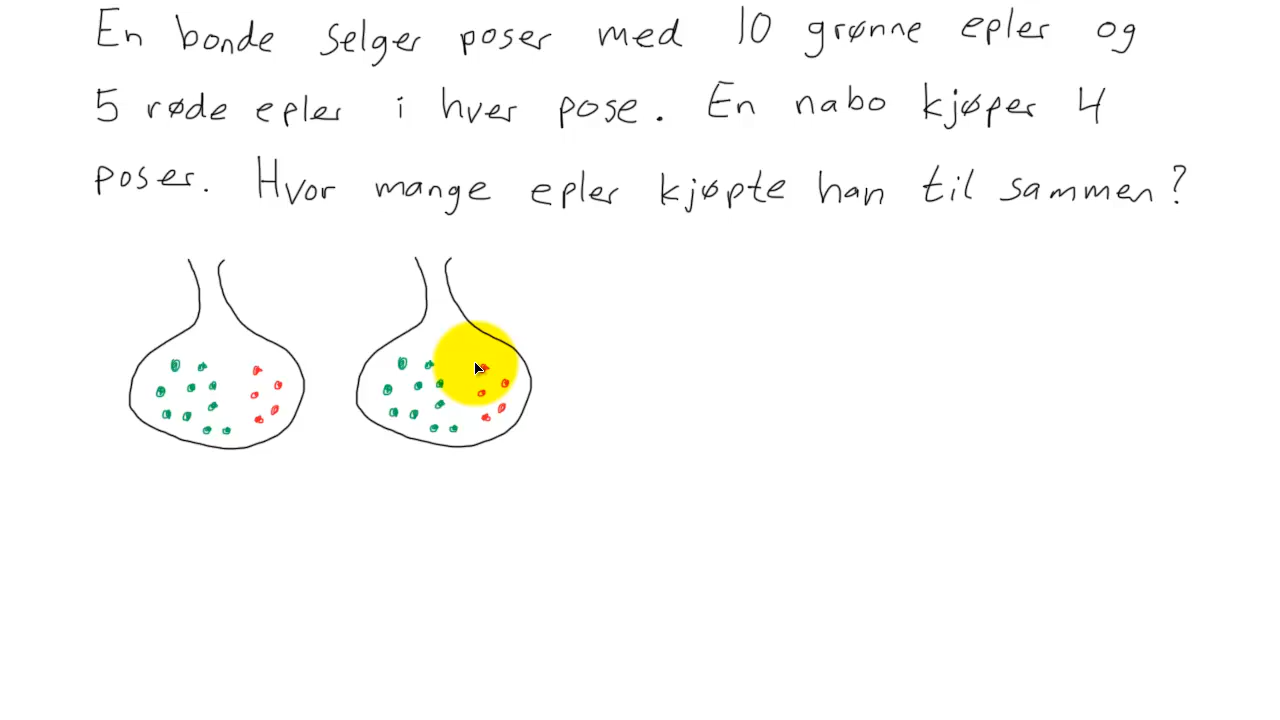 En bonde selger poser med 10 grønne epler og
5 røde epler i hver pose. En nabo kjøper 4
poser. Hvor mange epler kjøpte han til sammen?